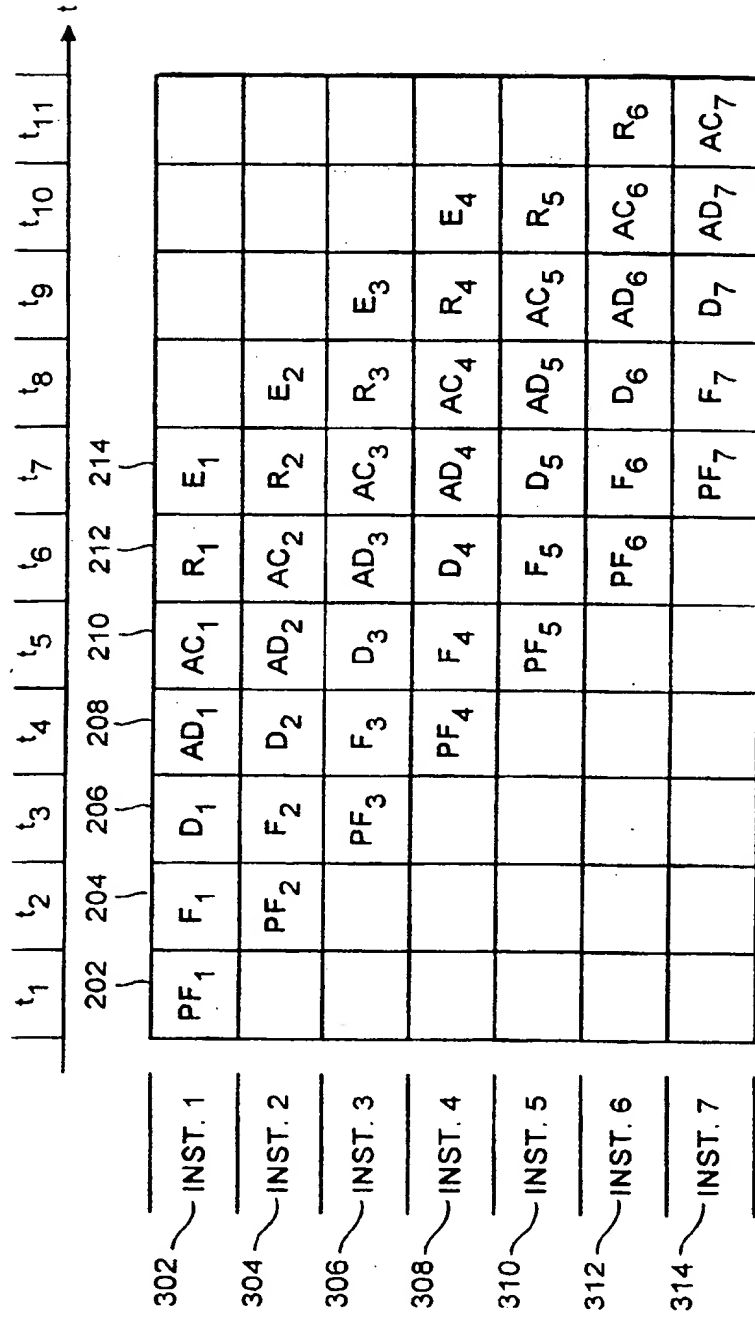 t1 t2 t3 t4 t5 t6 t7 t8 t9 t10 t11 t
202 204 206 208 210 212 214
302 INST. 1 PF1 F1 D1 AD1 AC1 R1 E1
304 INST. 2 PF2 F2 D2 AD2 AC2 R2 E2
306 INST. 3 PF3 F3 D3 AD3 AC3 R3 E3
308 INST. 4 PF4 F4 D4 AD4 AC4 R4 E4
310 INST. 5 PF5 F5 D5 AD5 AC5 R5
312 INST. 6 PF6 F6 D6 AD6 AC6 R6
314 INST. 7 PF7 F7 D7 AD7 AC7